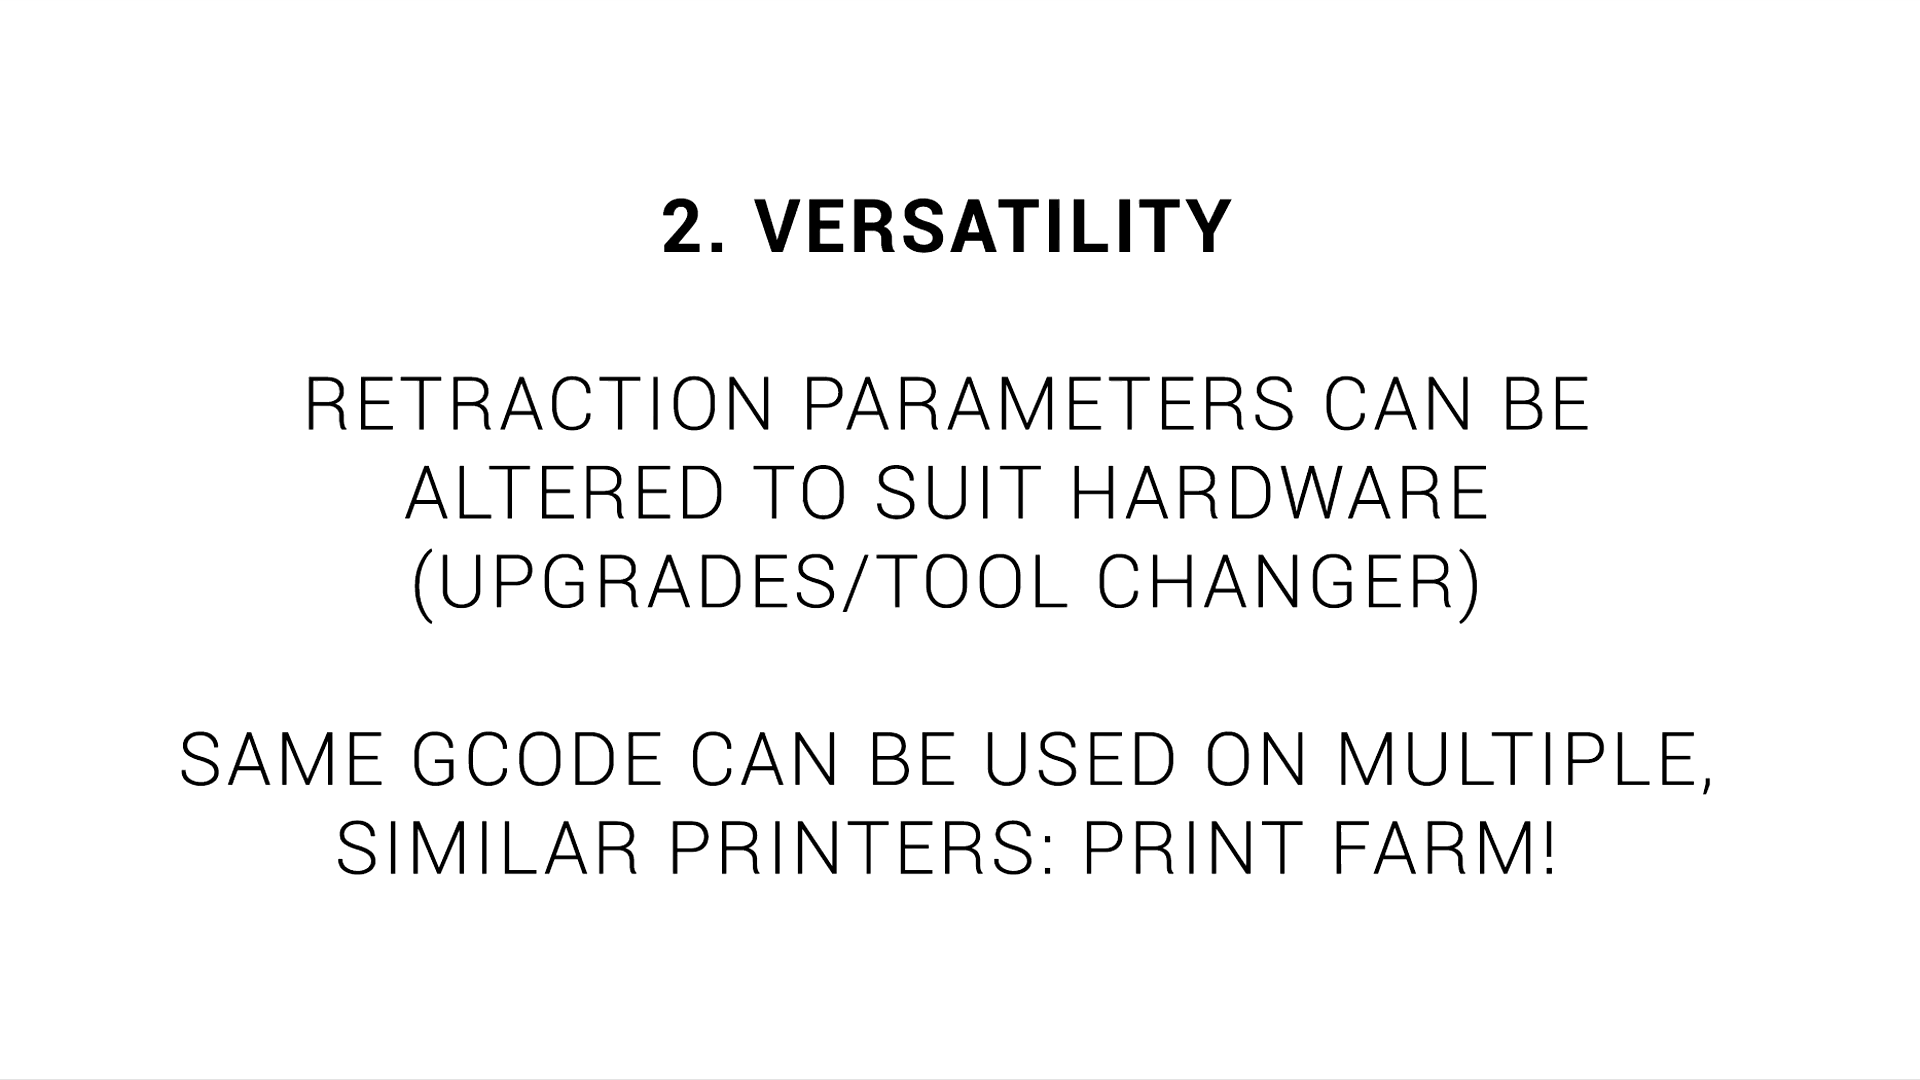 2. VERSATILITY
RETRACTION PARAMETERS CAN BE
ALTERED TO SUIT HARDWARE
(UPGRADES/TOOL CHANGER)
SAME GCODE CAN BE USED ON MULTIPLE,
SIMILAR PRINTERS: PRINT FARM!